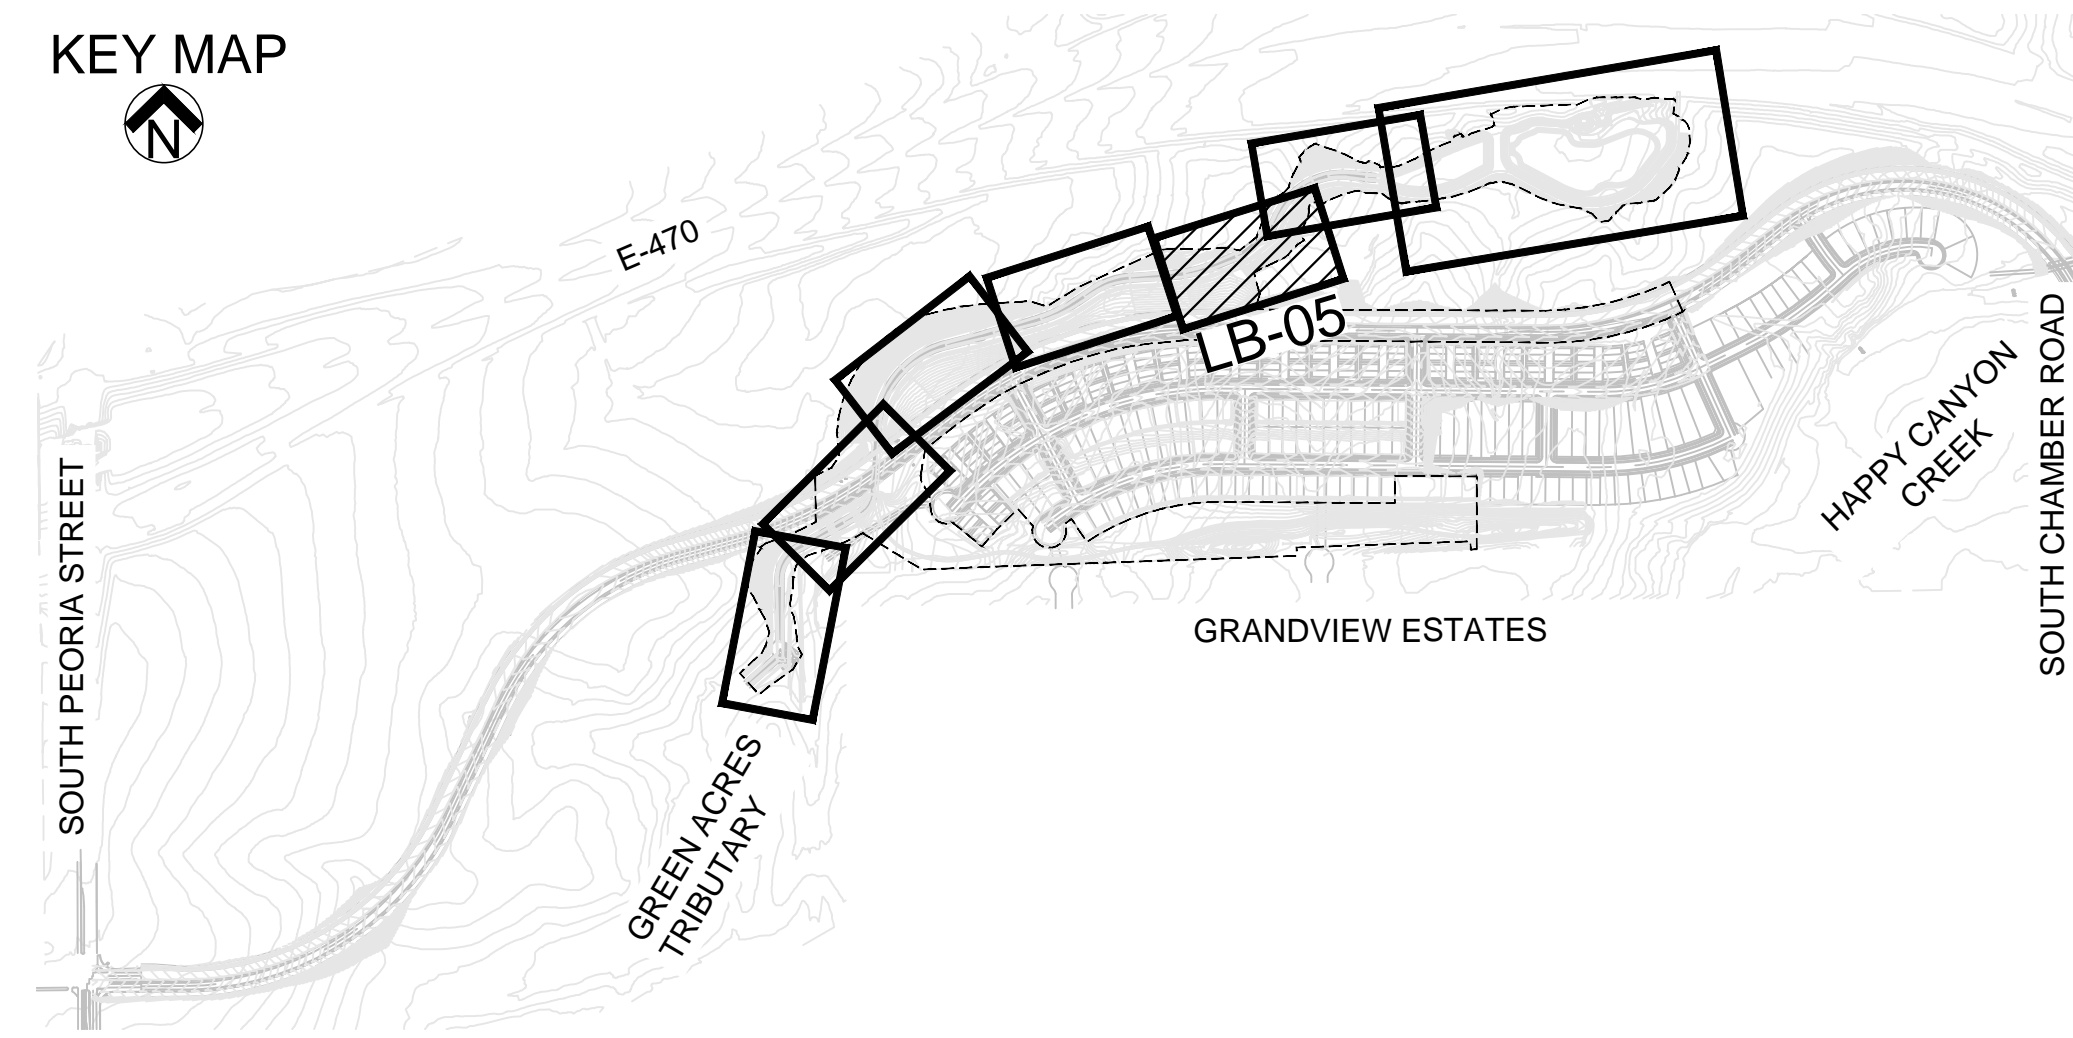 KEY MAP
N
E-470
LB-05
SOUTH PEORIA STREET
GREEN ACRES
TRIBUTARY
GRANDVIEW ESTATES
HAPPY CANYON
CREEK
SOUTH CHAMBER ROAD